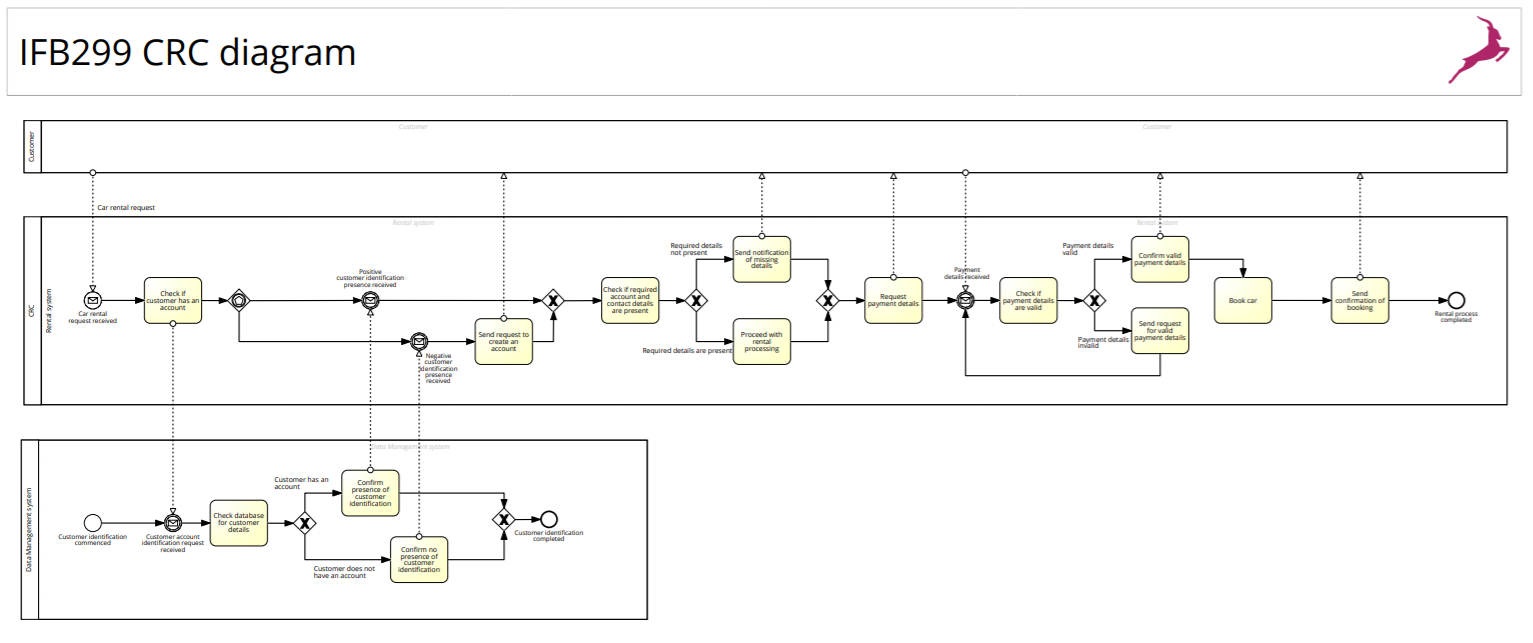 IFB299 CRC diagram
Customer
Customer
Customer
Car rental request
CRC
Rental system
Rental system
Rental system
Car rental
request received
Check if
customer has an
account
Positive
customer identification
presence received
Negative
customer
identification
presence
received
Send request to
create an
account
Check if required
account and
contact details
are present
Required details
not present
Send notification
of missing
details
Required details are present
Proceed with
rental
processing
Request
payment details
Payment
details received
Check if
payment details
are valid
Payment details
valid
Confirm valid
payment details
Payment details
invalid
Send request
for valid
payment details
Book car
Send
confirmation of
booking
Rental process
completed
Data Management system
Data Management system
Customer identification
commenced
Customer account
identification request
received
Check database
for customer
details
Customer has an
account
Confirm
presence of
customer
identification
Customer does not
have an account
Confirm no
presence of
customer
identification
Customer identification
completed